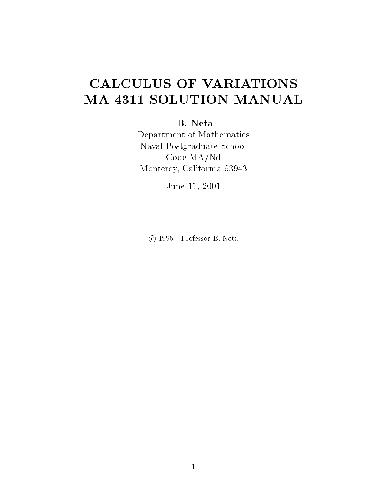 CALCULUS OF VARIATIONS
MA 4311 SOLUTION MANUAL
B. Neta
Department of Mathematics
Naval Postgraduate School
Code MA/Nd
Monterey, California 93943
June 11, 2001
Professor B. Neta
1